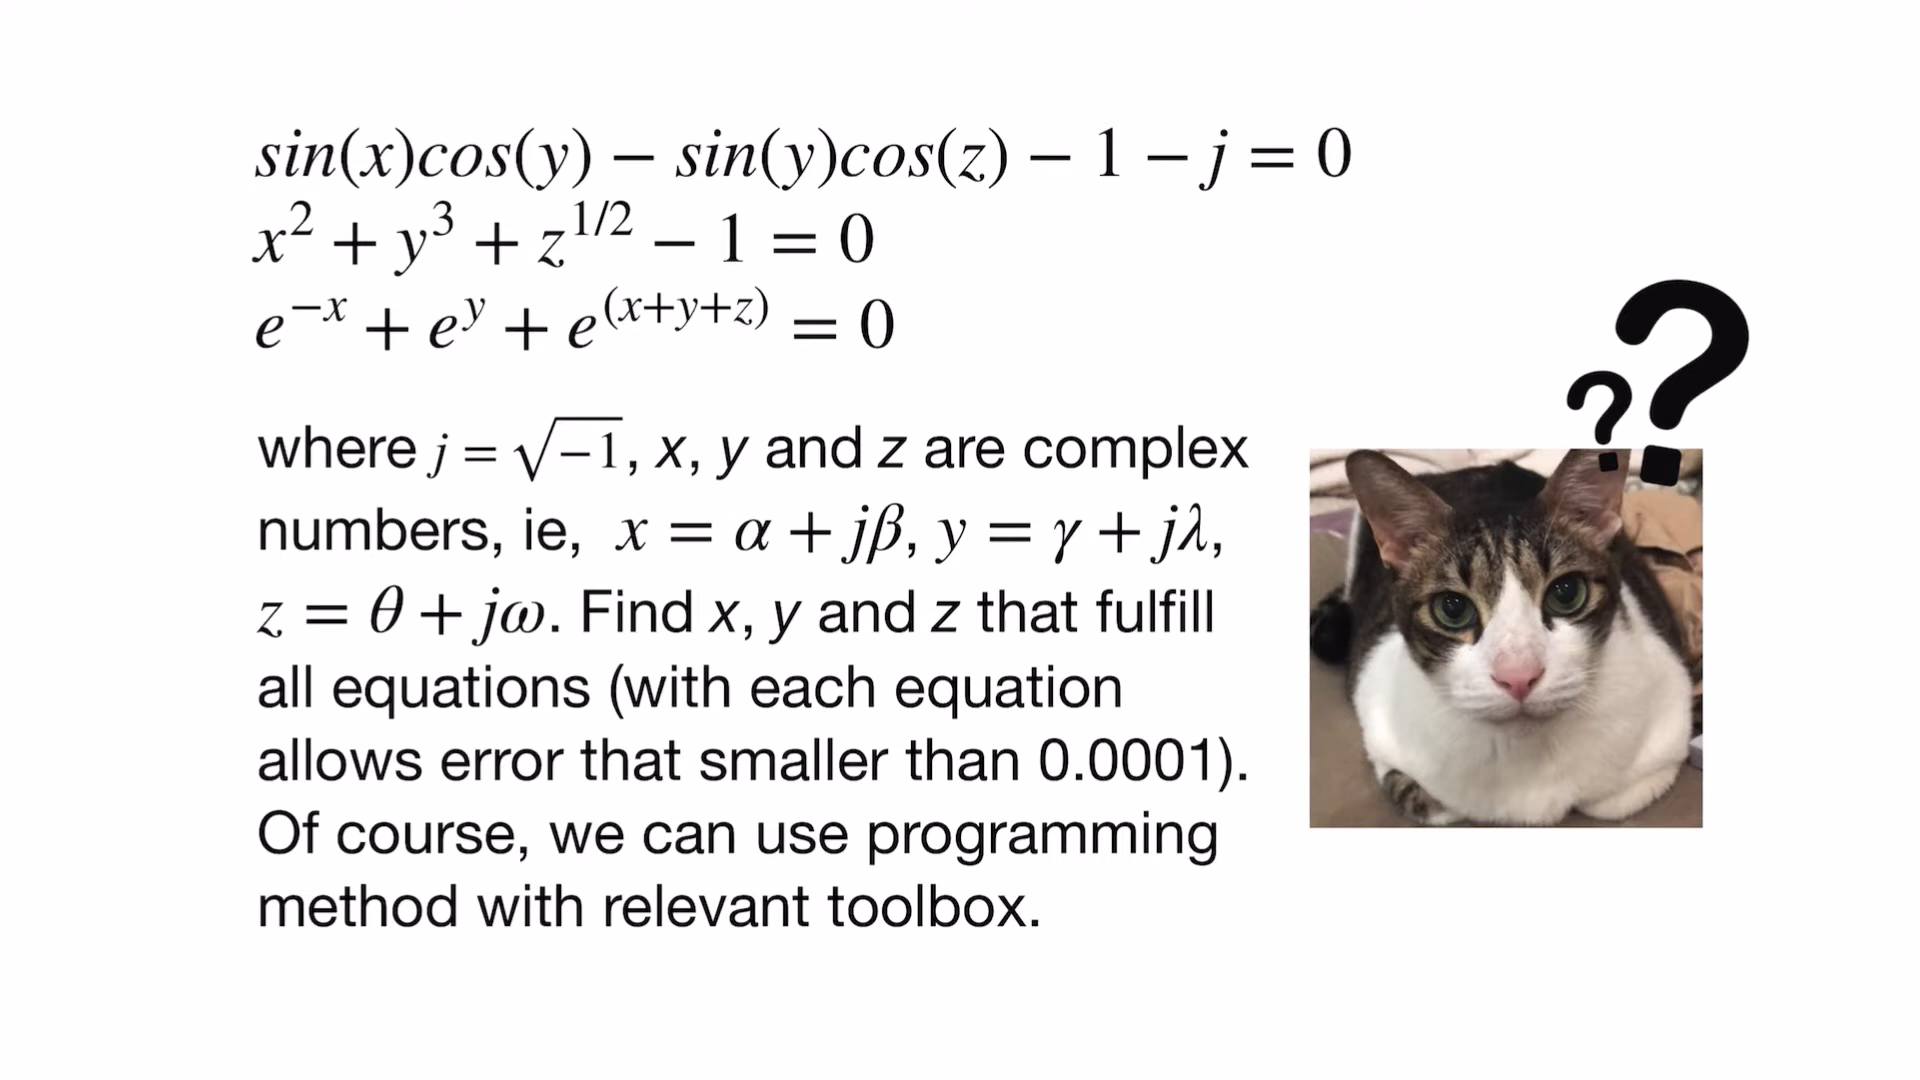 sin(x)cos(y) − sin(y)cos(z) − 1 − j = 0
x² + y³ + z^{1/2} − 1 = 0
e^{−x} + e^{y} + e^{(x+y+z)} = 0
??
where j = √−1, x, y and z are complex
numbers, ie, x = α + jβ, y = γ + jλ,
z = θ + jω. Find x, y and z that fulfill
all equations (with each equation
allows error that smaller than 0.0001).
Of course, we can use programming
method with relevant toolbox.